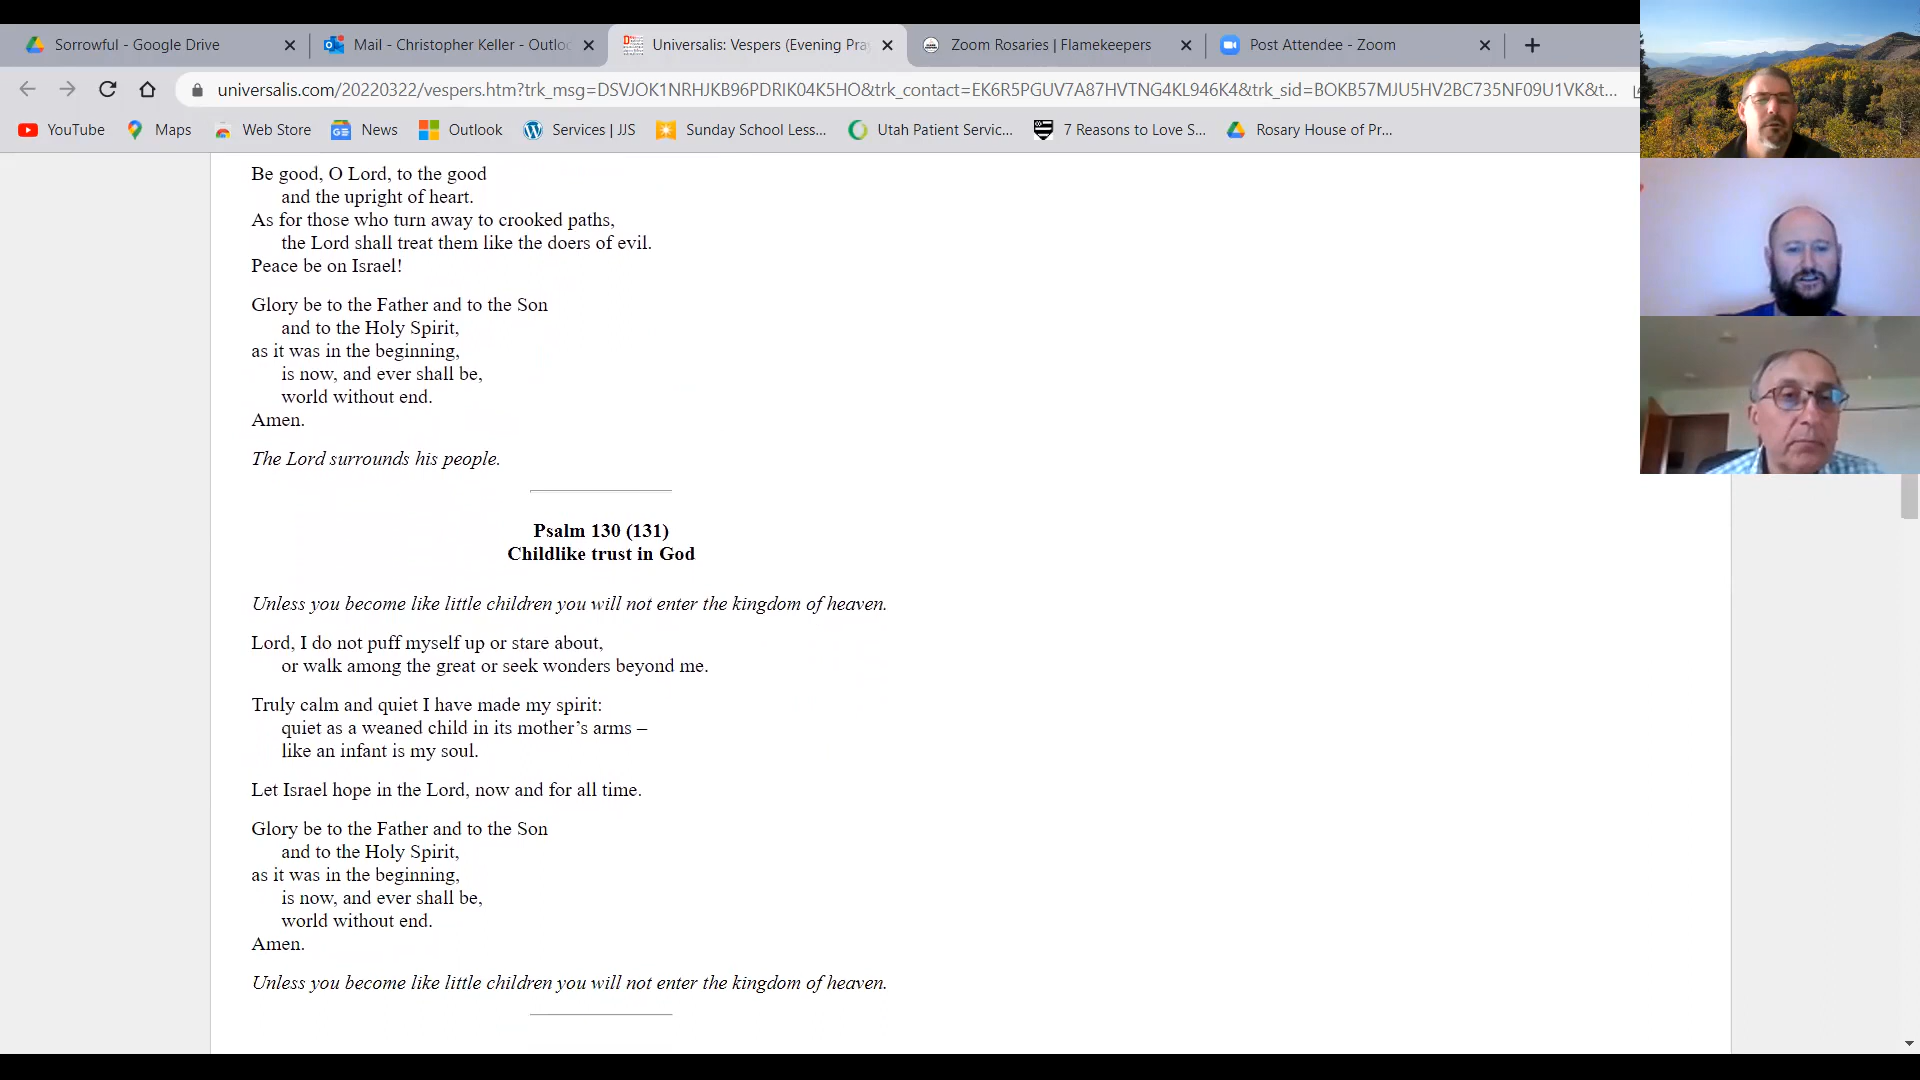 Sorrowful - Google Drive
Mail - Christopher Keller - Outlo
Universalis: Vespers (Evening Pra
Zoom Rosaries | Flamekeepers
Post Attendee - Zoom
universalis.com/20220322/vespers.htm?trk_msg=DSVJOK1NRHJKB96PDRIK04K5HO&trk_contact=EK6R5PGUV7A87HVTNG4KL946K4&trk_sid=BOKB57MJU5HV2BC735NF09U1VK&t...
YouTube
Maps
Web Store
News
Outlook
Services | JJS
Sunday School Less...
Utah Patient Servic...
7 Reasons to Love S...
Rosary House of Pr...
Be good, O Lord, to the good
and the upright of heart.
As for those who turn away to crooked paths,
the Lord shall treat them like the doers of evil.
Peace be on Israel!
Glory be to the Father and to the Son
and to the Holy Spirit,
as it was in the beginning,
is now, and ever shall be,
world without end.
Amen.
The Lord surrounds his people.
Psalm 130 (131)
Childlike trust in God
Unless you become like little children you will not enter the kingdom of heaven.
Lord, I do not puff myself up or stare about,
or walk among the great or seek wonders beyond me.
Truly calm and quiet I have made my spirit:
quiet as a weaned child in its mother’s arms –
like an infant is my soul.
Let Israel hope in the Lord, now and for all time.
Glory be to the Father and to the Son
and to the Holy Spirit,
as it was in the beginning,
is now, and ever shall be,
world without end.
Amen.
Unless you become like little children you will not enter the kingdom of heaven.